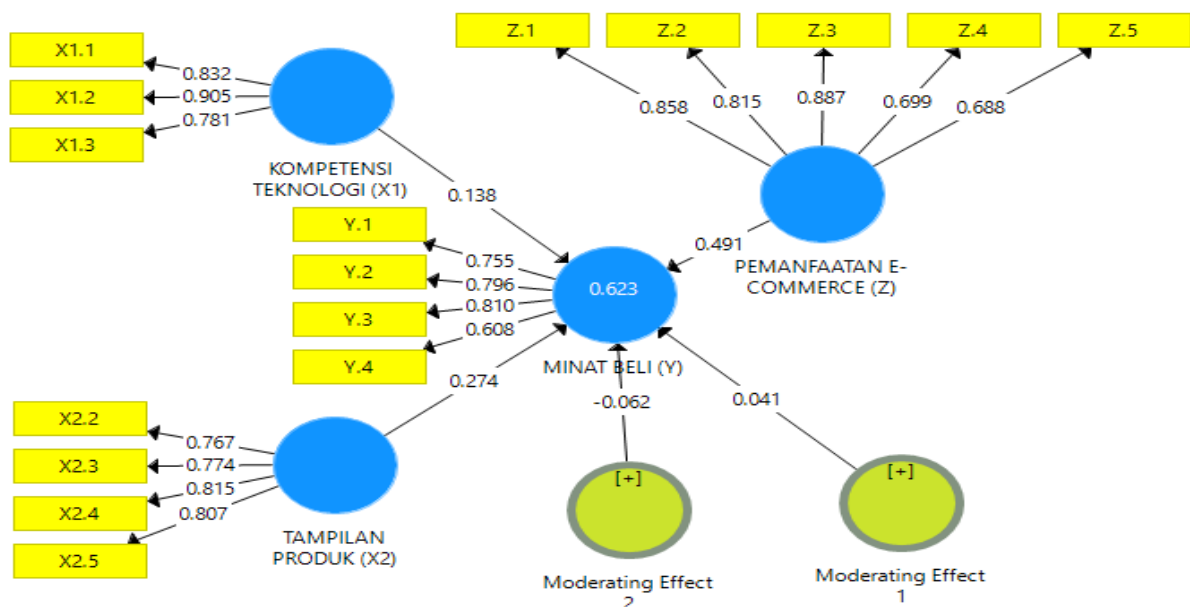 Z.1
Z.2
Z.3
Z.4
Z.5
X1.1
X1.2
X1.3
0.832
0.905
0.781
0.858
0.815
0.887
0.699
0.688
KOMPETENSI
TEKNOLOGI (X1)
0.138
Y.1
Y.2
Y.3
Y.4
0.755
0.796
0.810
0.608
0.491
PEMANFAATAN E-
COMMERCE (Z)
0.623
MINAT BELI (Y)
0.274
-0.062
0.041
X2.2
X2.3
X2.4
X2.5
0.767
0.774
0.815
0.807
TAMPILAN
PRODUK (X2)
[+]
Moderating Effect
2
[+]
Moderating Effect
1